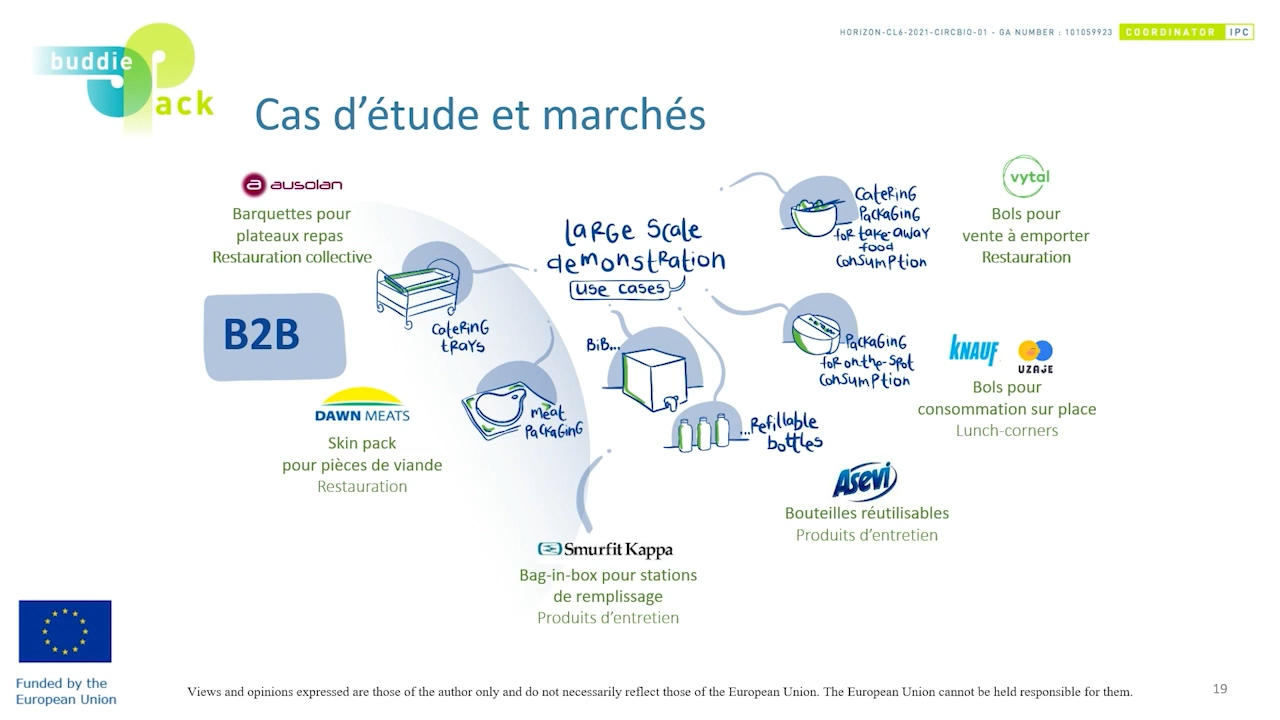 buddie
Pack
HORIZON-CL6-2021-CIRCBIO-01 - GA NUMBER : 101059923
COORDINATOR IPC
Cas d'étude et marchés
a ausolan
Barquettes pour
plateaux repas
Restauration collective
B2B
DAWN MEATS
Skin pack
pour pièces de viande
Restauration
LARGE SCALE
demonstration
use cases
CATERING
TRAYS
meat
PACKAGING
BiB...
...Refillable
bottles
CATERING
PACKAGING
for take-away
food
consumption
PACKAGING
for on-the-spot
consumption
vytal
Bols pour
vente à emporter
Restauration
KNAUF
UZAJE
Bols pour
consommation sur place
Lunch-corners
Asevi
Bouteilles réutilisables
Produits d'entretien
Smurfit Kappa
Bag-in-box pour stations
de remplissage
Produits d'entretien
Funded by the
European Union
Views and opinions expressed are those of the author only and do not necessarily reflect those of the European Union. The European Union cannot be held responsible for them.
19